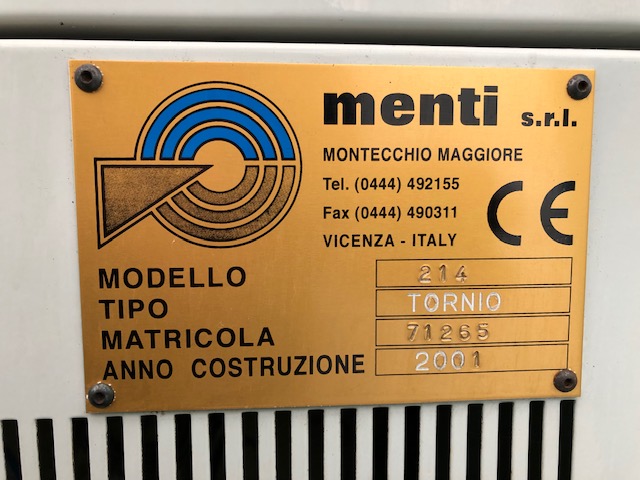 menti s.r.l.
MONTECCHIO MAGGIORE
Tel. (0444) 492155
Fax (0444) 490311
VICENZA - ITALY
CE
MODELLO 214
TIPO TORNIO
MATRICOLA 71265
ANNO COSTRUZIONE 2001